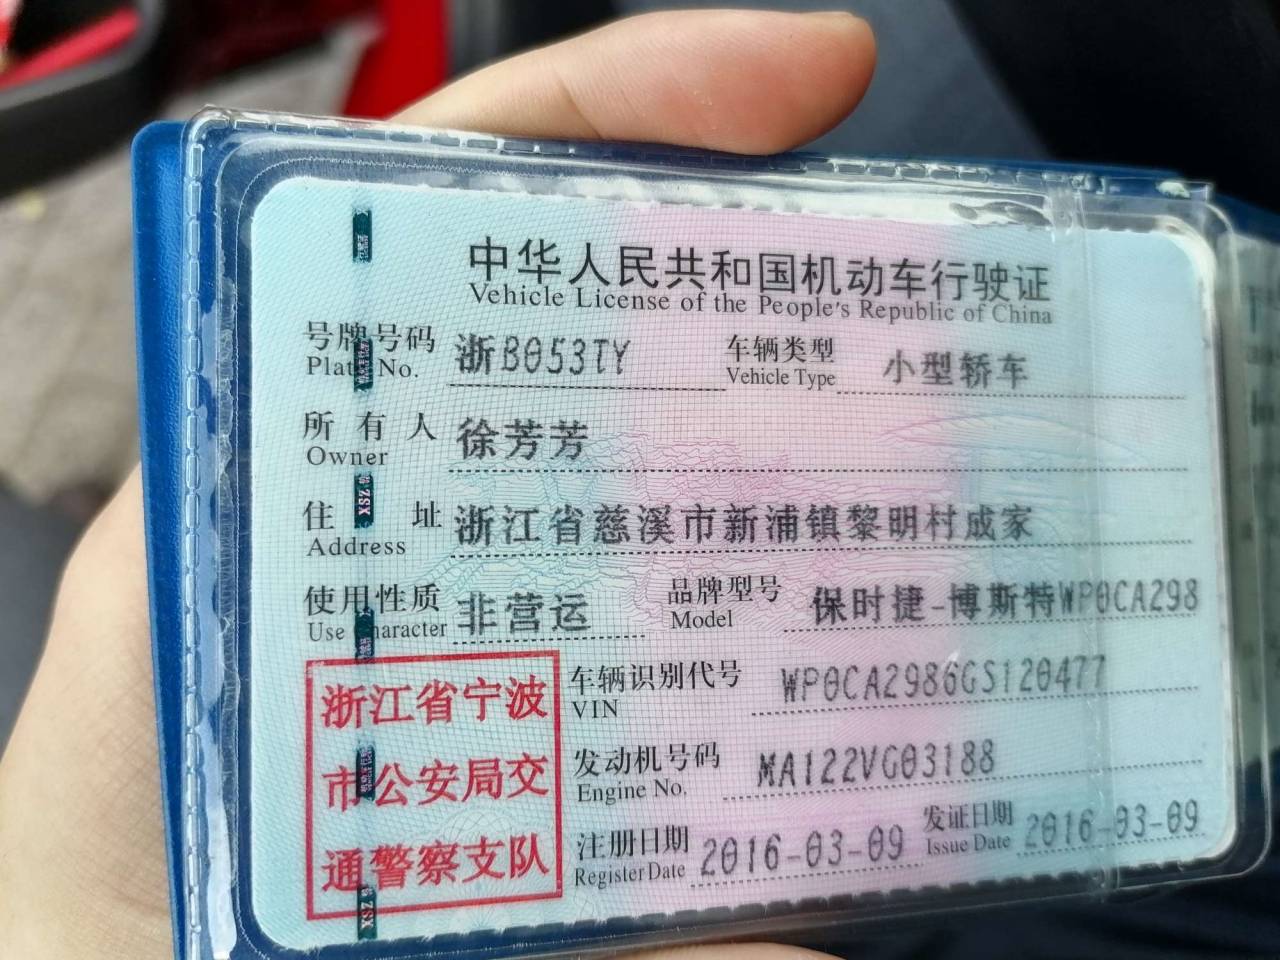 中华人民共和国机动车行驶证
Vehicle License of the People's Republic of China
号牌号码 浙B053TY 车辆类型 小型轿车
Plate No. Vehicle Type
所有人 徐芳芳
Owner
住址 浙江省慈溪市新浦镇黎明村成家
Address
使用性质 非营运 品牌型号 保时捷-博斯特WP0CA298
Use Character Model
浙江省宁波
市公安局交
通警察支队
车辆识别代号 WP0CA2986GS120477
VIN
发动机号码 MA122VG03188
Engine No.
注册日期 2016-03-09 发证日期 2016-03-09
Register Date Issue Date
XSZ
XSZ